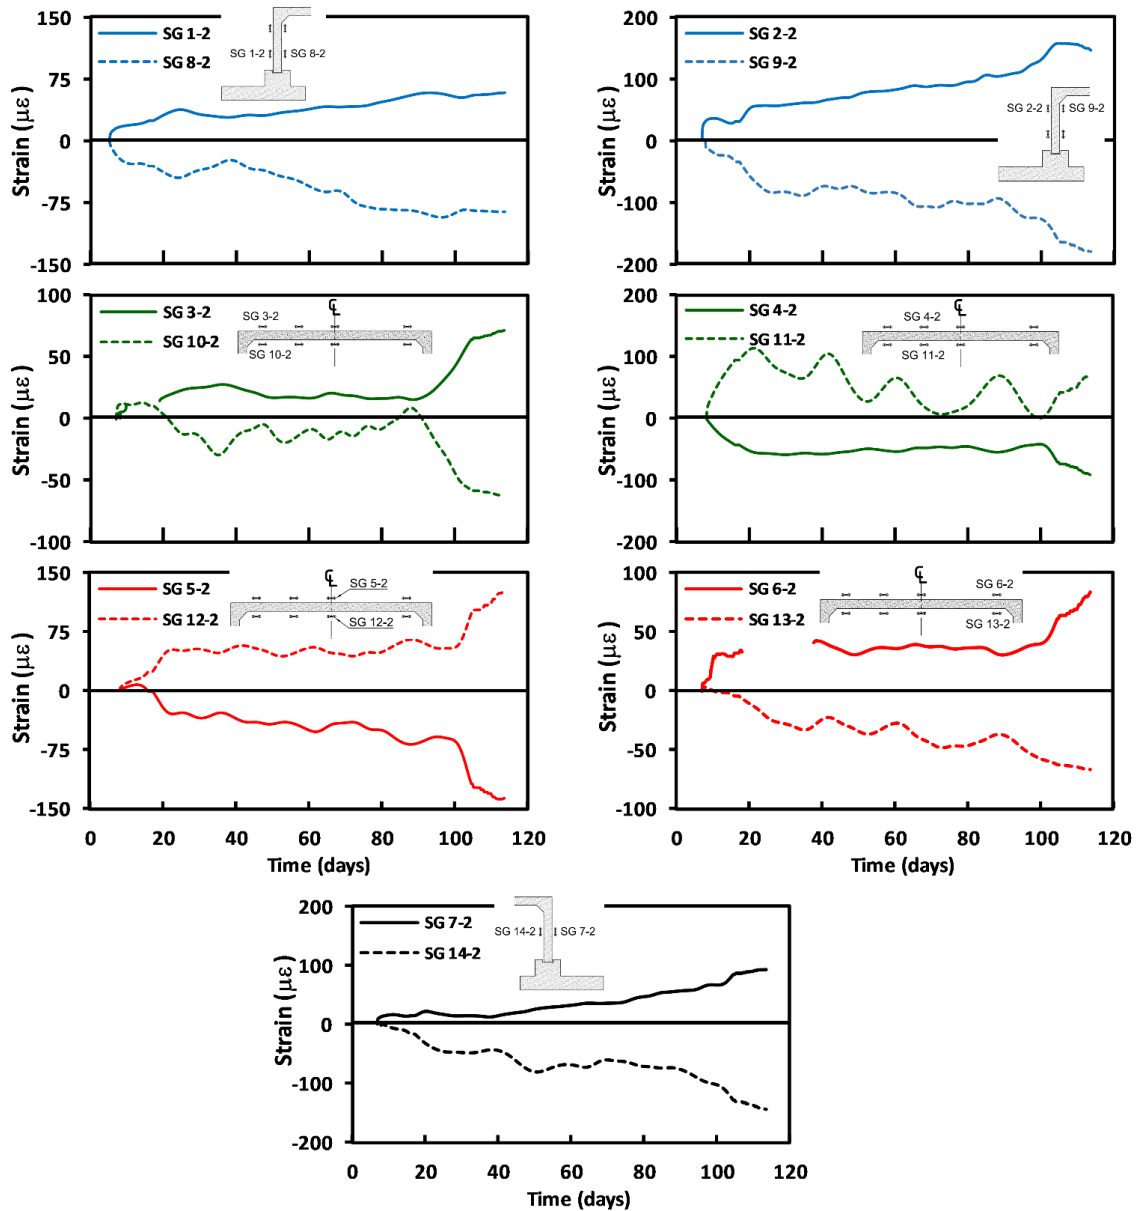 150
75
0
-75
-150
Strain (με)
SG 1-2
SG 8-2
SG 1-2
SG 8-2
200
100
0
-100
-200
Strain (με)
SG 2-2
SG 9-2
SG 2-2
SG 9-2
100
50
0
-50
-100
Strain (με)
SG 3-2
SG 10-2
SG 3-2
SG 10-2
℄
200
100
0
-100
-200
Strain (με)
SG 4-2
SG 11-2
SG 4-2
SG 11-2
℄
150
75
0
-75
-150
Strain (με)
SG 5-2
SG 12-2
SG 5-2
SG 12-2
℄
0 20 40 60 80 100 120
Time (days)
100
50
0
-50
-100
Strain (με)
SG 6-2
SG 13-2
SG 6-2
SG 13-2
℄
0 20 40 60 80 100 120
Time (days)
200
100
0
-100
-200
Strain (με)
SG 7-2
SG 14-2
SG 14-2 SG 7-2
0 20 40 60 80 100 120
Time (days)